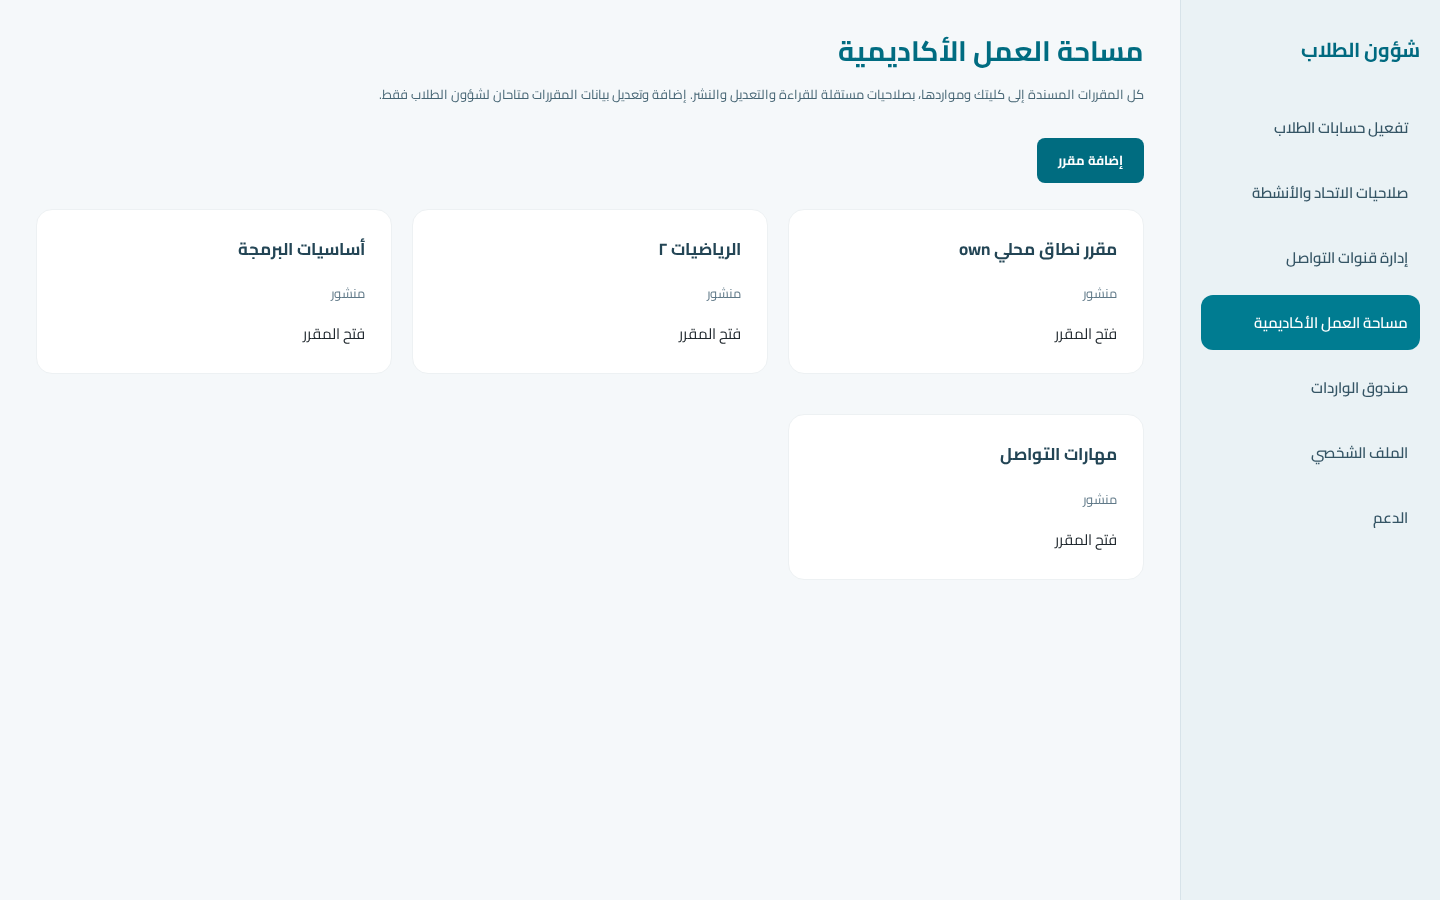 شؤون الطلاب
تفعيل حسابات الطلاب
صلاحيات الاتحاد والأنشطة
إدارة قنوات التواصل
مساحة العمل الأكاديمية
صندوق الواردات
الملف الشخصي
الدعم
مساحة العمل الأكاديمية
كل المقررات المسندة إلى كليتك ومواردها، بصلاحيات مستقلة للقراءة والتعديل والنشر. إضافة وتعديل بيانات المقررات متاحان لشؤون الطلاب فقط.
إضافة مقرر
مقرر نطاق محلي own
منشور
فتح المقرر
الرياضيات ٢
منشور
فتح المقرر
أساسيات البرمجة
منشور
فتح المقرر
مهارات التواصل
منشور
فتح المقرر